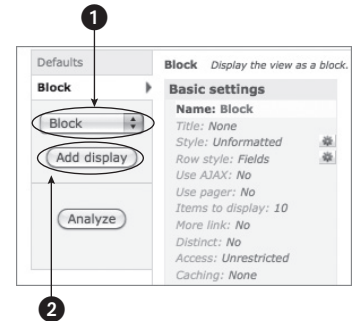 1
Defaults
Block
Block
Add display
Analyze
Block Display the view as a block.
Basic settings
Name: Block
Title: None
Style: Unformatted
Row style: Fields
Use AJAX: No
Use pager: No
Items to display: 10
More link: No
Distinct: No
Access: Unrestricted
Caching: None
2